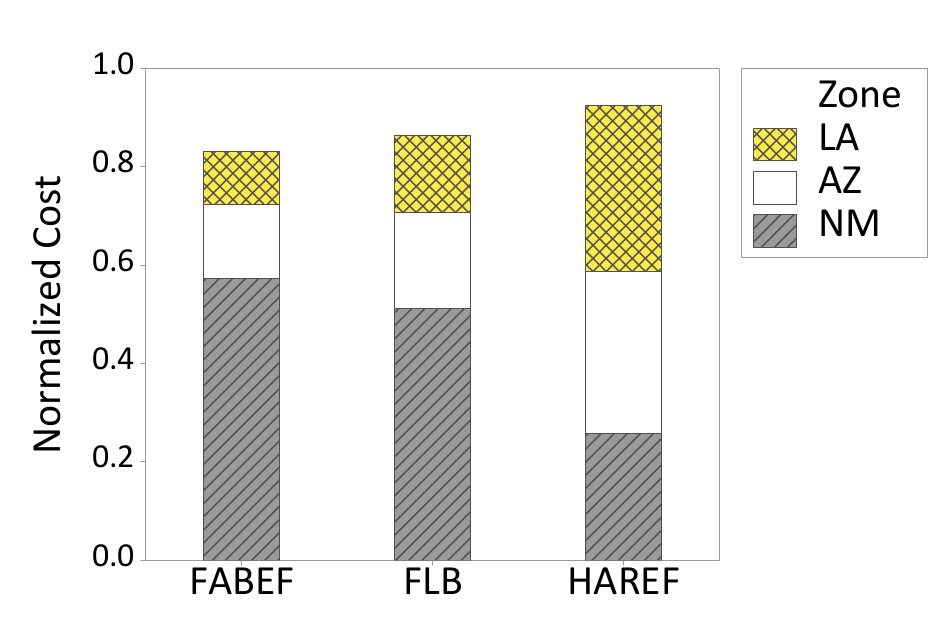 Normalized Cost
1.0
0.8
0.6
0.4
0.2
0.0
FABEF FLB HAREF
Zone
LA
AZ
NM